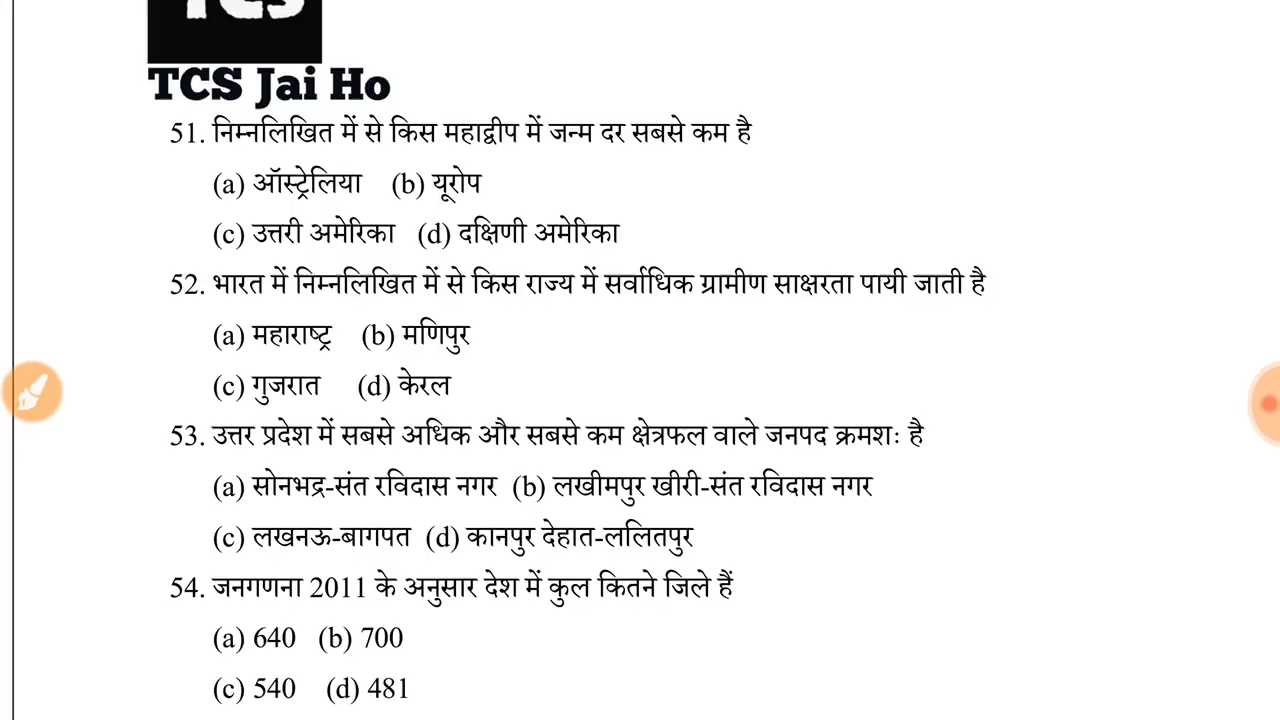 TCS
TCS Jai Ho
51. निम्नलिखित में से किस महाद्वीप में जन्म दर सबसे कम है
(a) ऑस्ट्रेलिया (b) यूरोप
(c) उत्तरी अमेरिका (d) दक्षिणी अमेरिका
52. भारत में निम्नलिखित में से किस राज्य में सर्वाधिक ग्रामीण साक्षरता पायी जाती है
(a) महाराष्ट्र (b) मणिपुर
(c) गुजरात (d) केरल
53. उत्तर प्रदेश में सबसे अधिक और सबसे कम क्षेत्रफल वाले जनपद क्रमशः है
(a) सोनभद्र-संत रविदास नगर (b) लखीमपुर खीरी-संत रविदास नगर
(c) लखनऊ-बागपत (d) कानपुर देहात-ललितपुर
54. जनगणना 2011 के अनुसार देश में कुल कितने जिले हैं
(a) 640 (b) 700
(c) 540 (d) 481